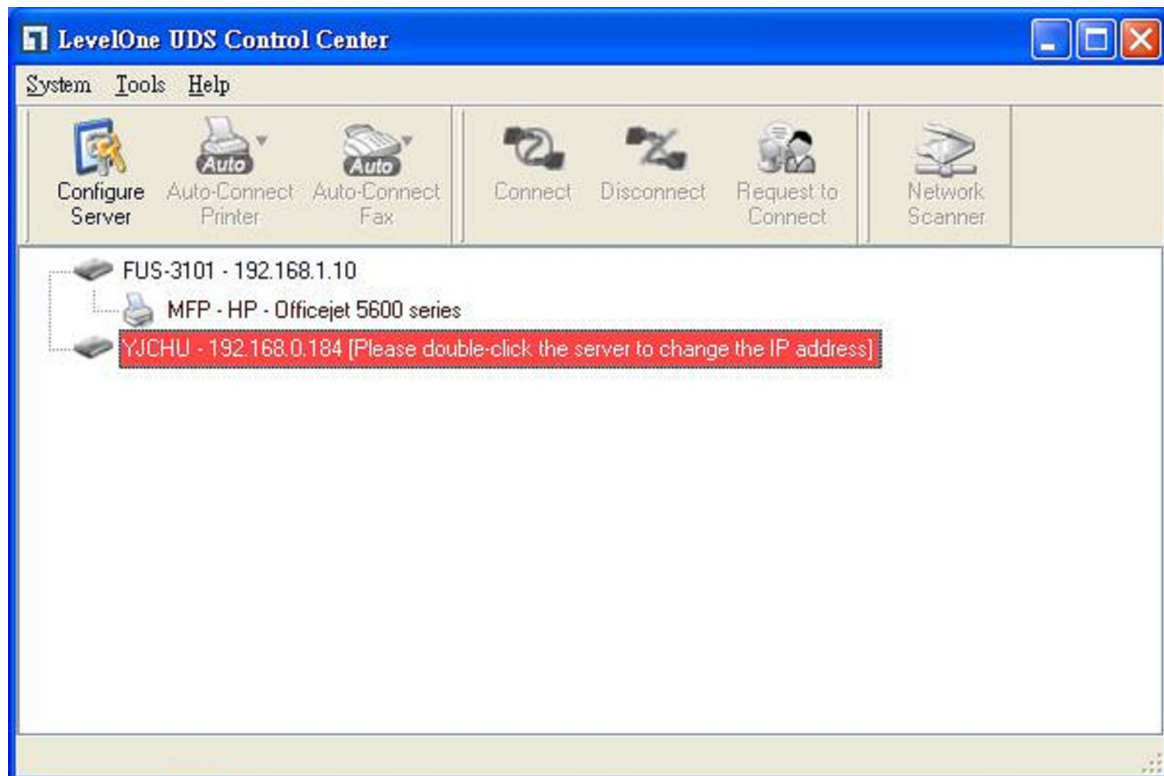 LevelOne UDS Control Center
System Tools Help
Auto Auto
Configure Auto-Connect Auto-Connect Connect Disconnect Request to Network
Server Printer Fax Connect Scanner
FUS-3101 - 192.168.1.10
MFP - HP - Officejet 5600 series
YJCHU - 192.168.0.184 [Please double-click the server to change the IP address]